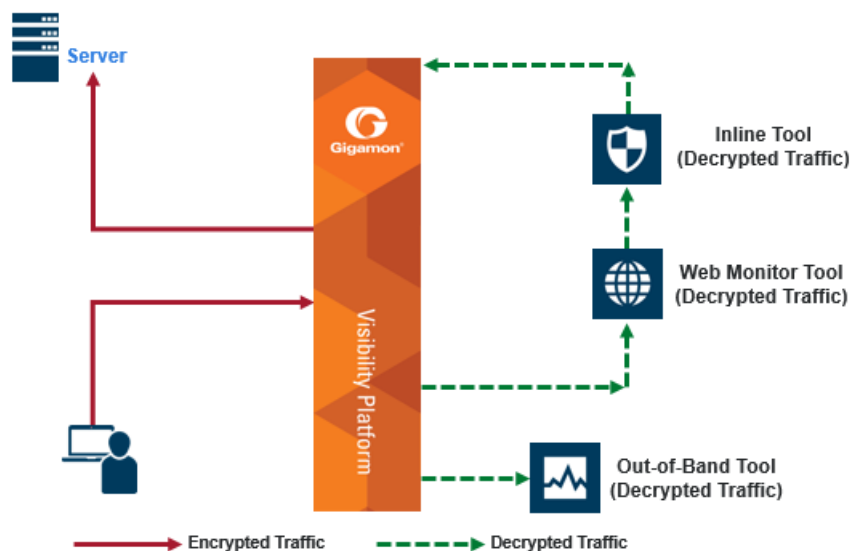 Server
Gigamon®
Inline Tool
(Decrypted Traffic)
Web Monitor Tool
(Decrypted Traffic)
Visibility Platform
Out-of-Band Tool
(Decrypted Traffic)
Encrypted Traffic
Decrypted Traffic